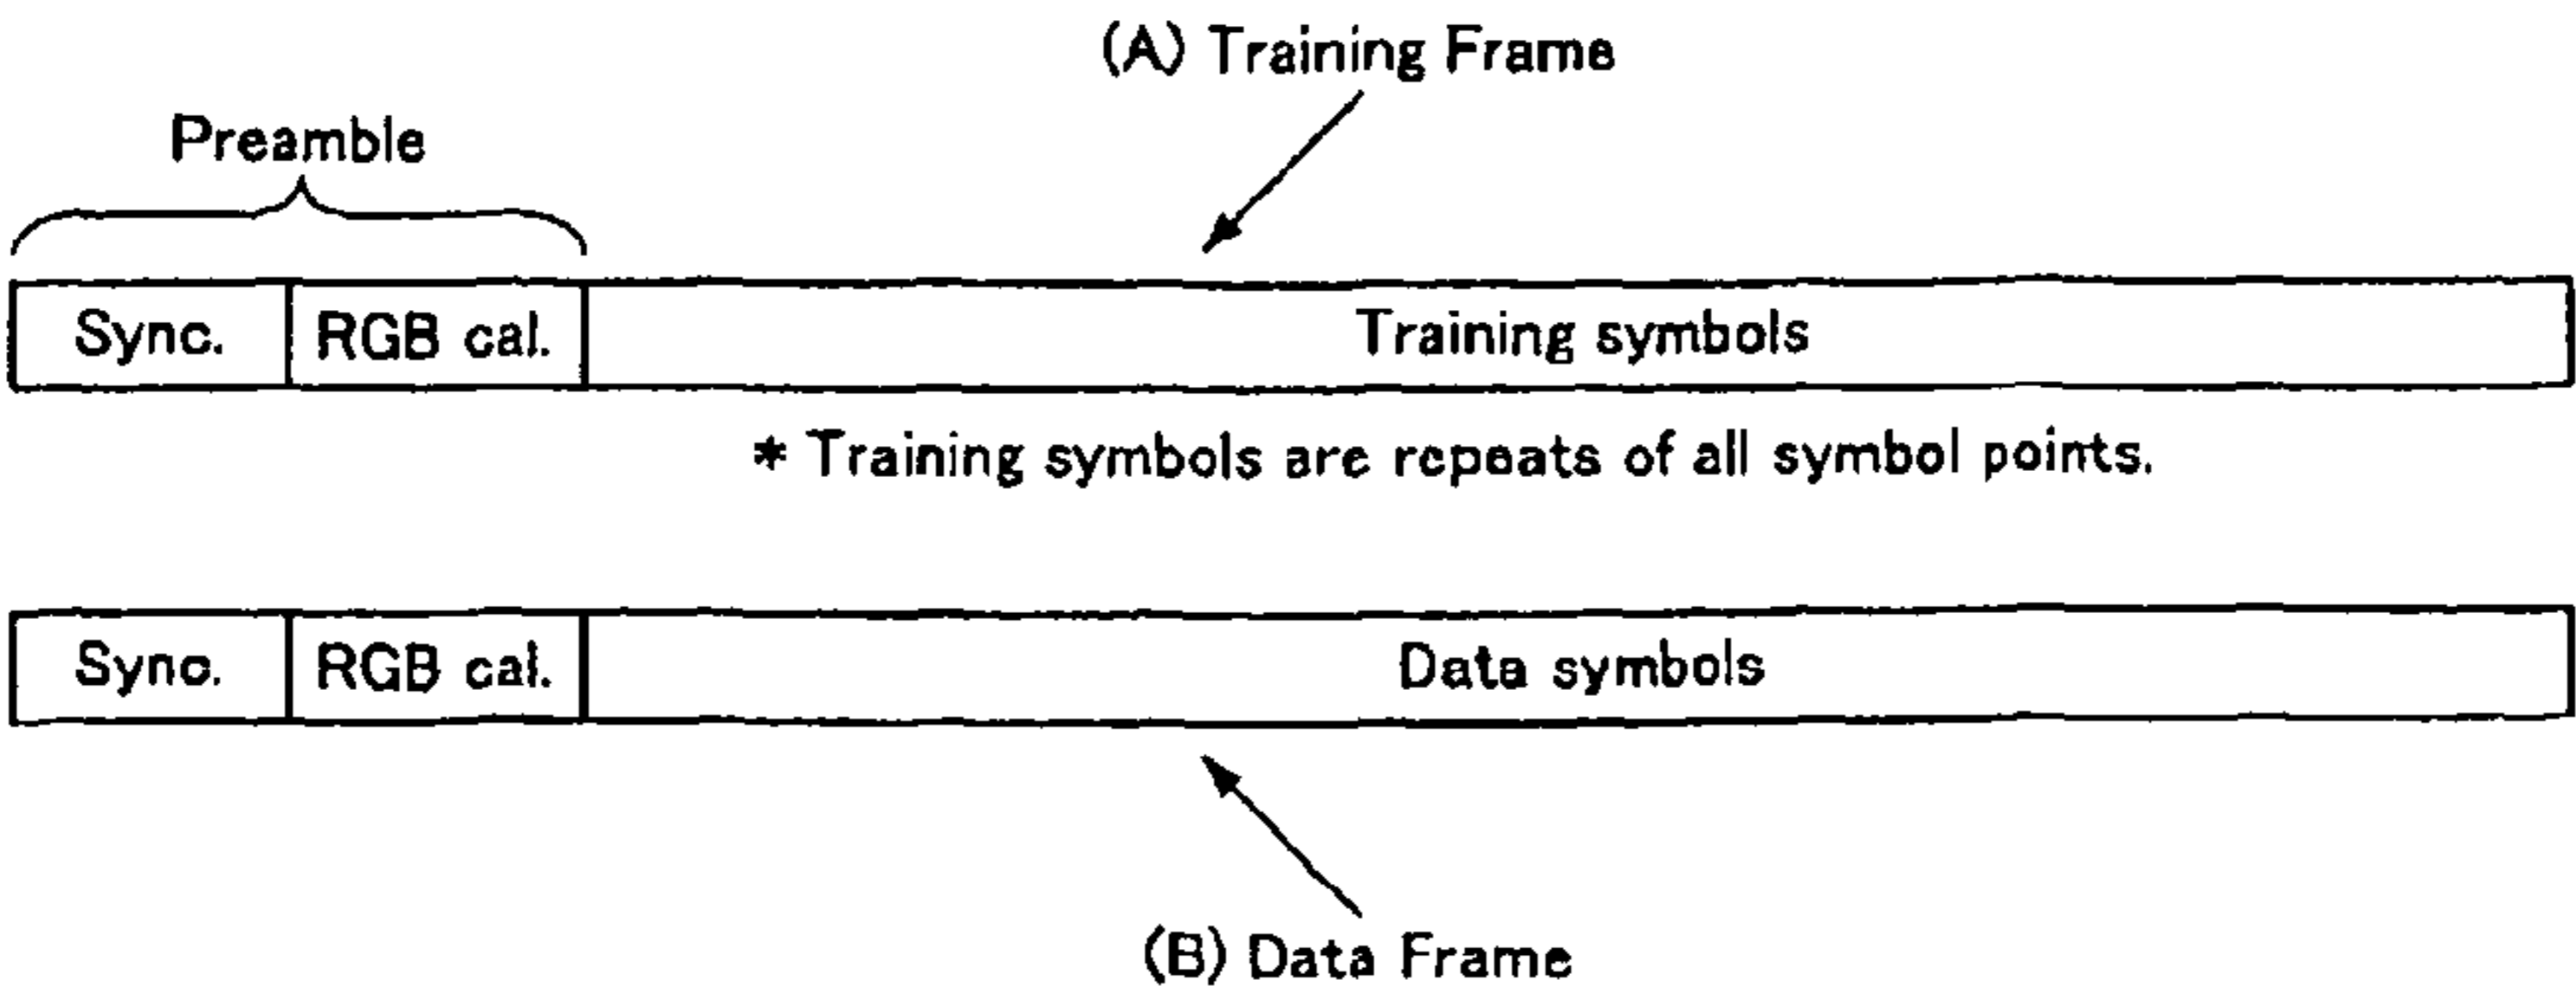 (A) Training Frame
Preamble
Sync. RGB cal. Training symbols
* Training symbols are repeats of all symbol points.
Sync. RGB cal. Data symbols
(B) Data Frame